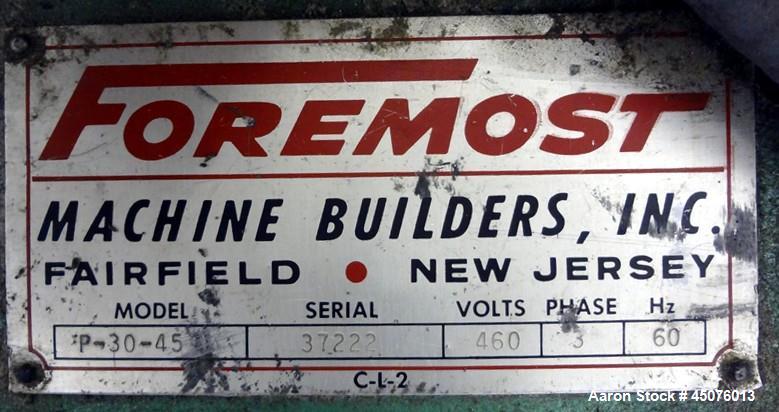 FOREMOST
MACHINE BUILDERS, INC.
FAIRFIELD • NEW JERSEY
MODEL SERIAL VOLTS PHASE Hz
P-30-45 37222 460 3 60
C-L-2
Aaron Stock # 45076013